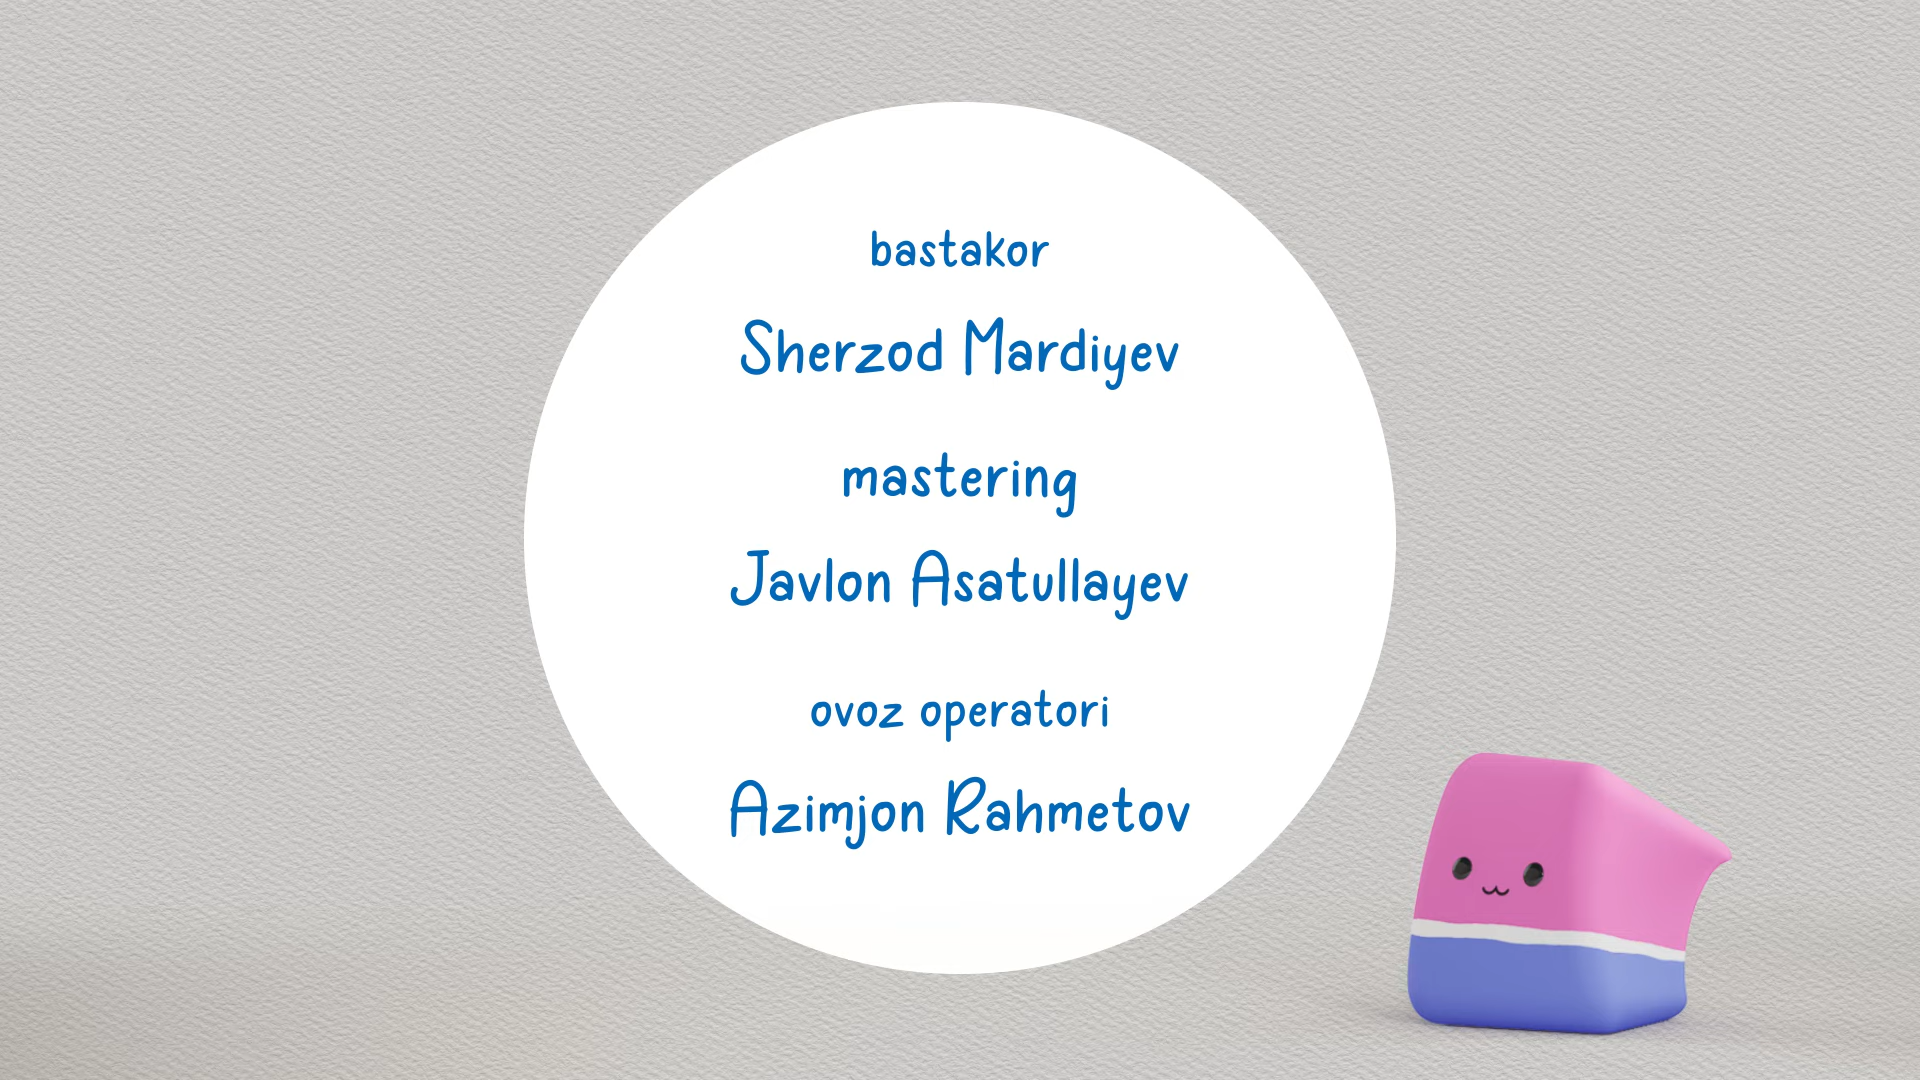 bastakor
Sherzod Mardiyev
mastering
Javlon Asatullayev
ovoz operatori
Azimjon Rahmetov